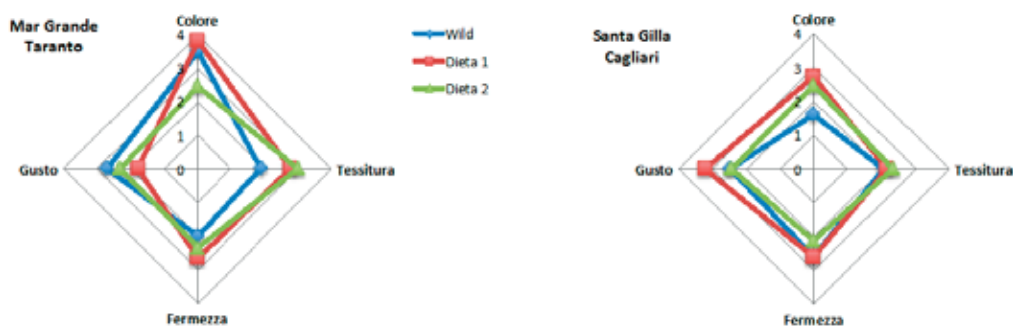 Mar Grande
Taranto
Colore
4
3
2
1
0
Gusto
Tessitura
Fermezza
Wild
Dieta 1
Dieta 2
Santa Gilla
Cagliari
Colore
4
3
2
1
0
Gusto
Tessitura
Fermezza